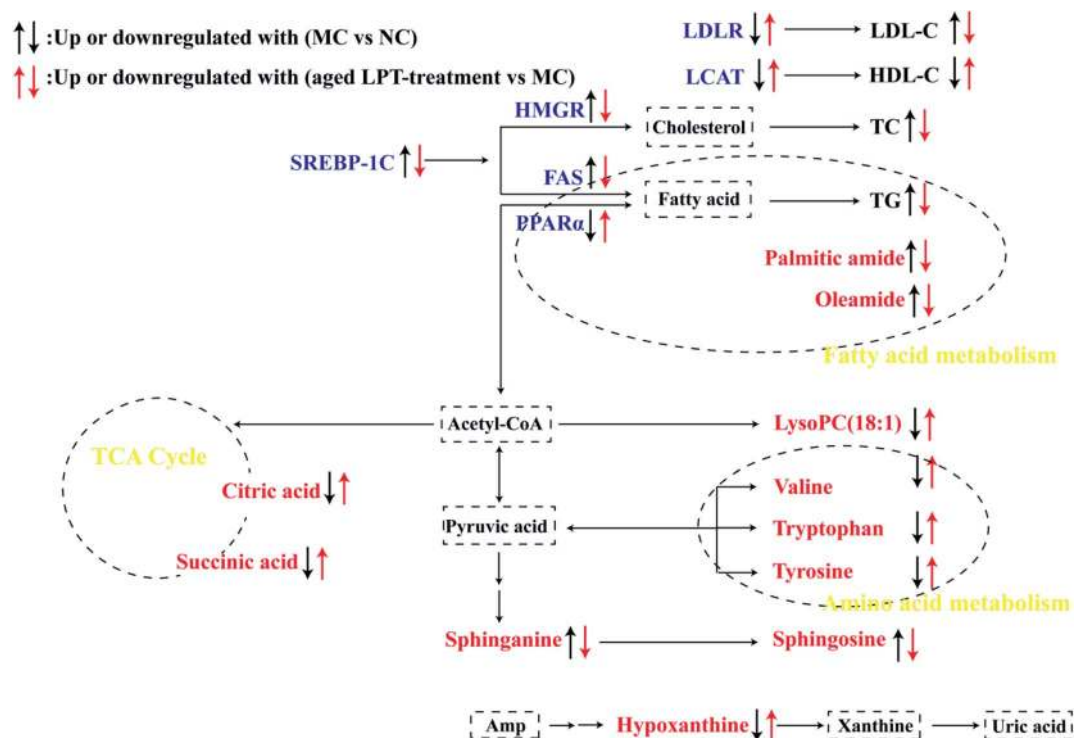 ↑↓ :Up or downregulated with (MC vs NC)
↑↓ :Up or downregulated with (aged LPT-treatment vs MC)
LDLR ↓↑ → LDL-C ↑↓
LCAT ↓↑ → HDL-C ↓↑
HMGR ↑↓
Cholesterol → TC ↑↓
SREBP-1C ↑↓
FAS ↑↓
Fatty acid → TG ↑↓
PPARα ↓↑
Palmitic amide ↑↓
Oleamide ↑↓
Fatty acid metabolism
Acetyl-CoA
LysoPC(18:1) ↓↑
TCA Cycle
Citric acid ↓↑
Succinic acid ↓↑
Pyruvic acid
Valine ↓↑
Tryptophan ↓↑
Tyrosine ↓↑
Amino acid metabolism
Sphinganine ↑↓ → Sphingosine ↑↓
Amp → → Hypoxanthine ↓↑ → Xanthine → Uric acid